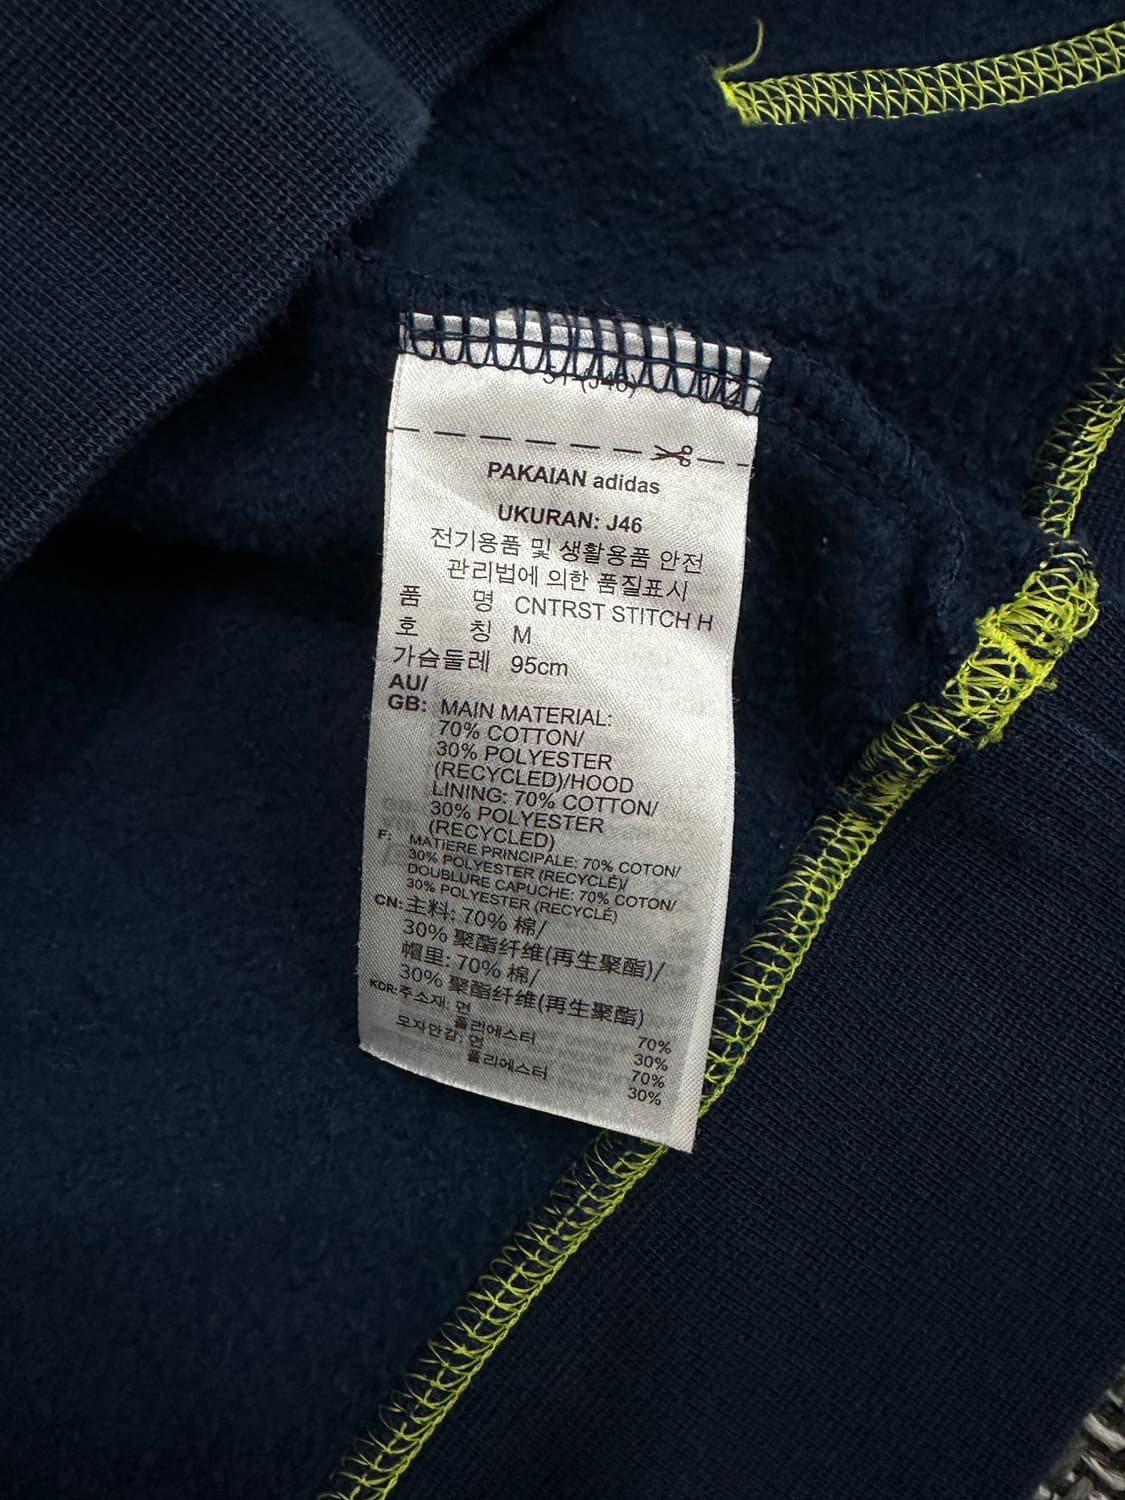 PAKAIAN adidas
UKURAN: J46
전기용품 및 생활용품 안전
관리법에 의한 품질표시
품 명 CNTRST STITCH H
호 칭 M
가슴둘레 95cm
AU/
GB: MAIN MATERIAL:
70% COTTON/
30% POLYESTER
(RECYCLED)/HOOD
LINING: 70% COTTON/
30% POLYESTER
(RECYCLED)
F: MATIERE PRINCIPALE: 70% COTON/
30% POLYESTER (RECYCLÉ)/
DOUBLURE CAPUCHE: 70% COTON/
30% POLYESTER (RECYCLÉ)
CN: 主料: 70% 棉/
30% 聚酯纤维(再生聚酯)/
帽里: 70% 棉/
30% 聚酯纤维(再生聚酯)
KOR: 주소재: 면 70%
폴리에스터 30%
모자안감: 면 70%
폴리에스터 30%